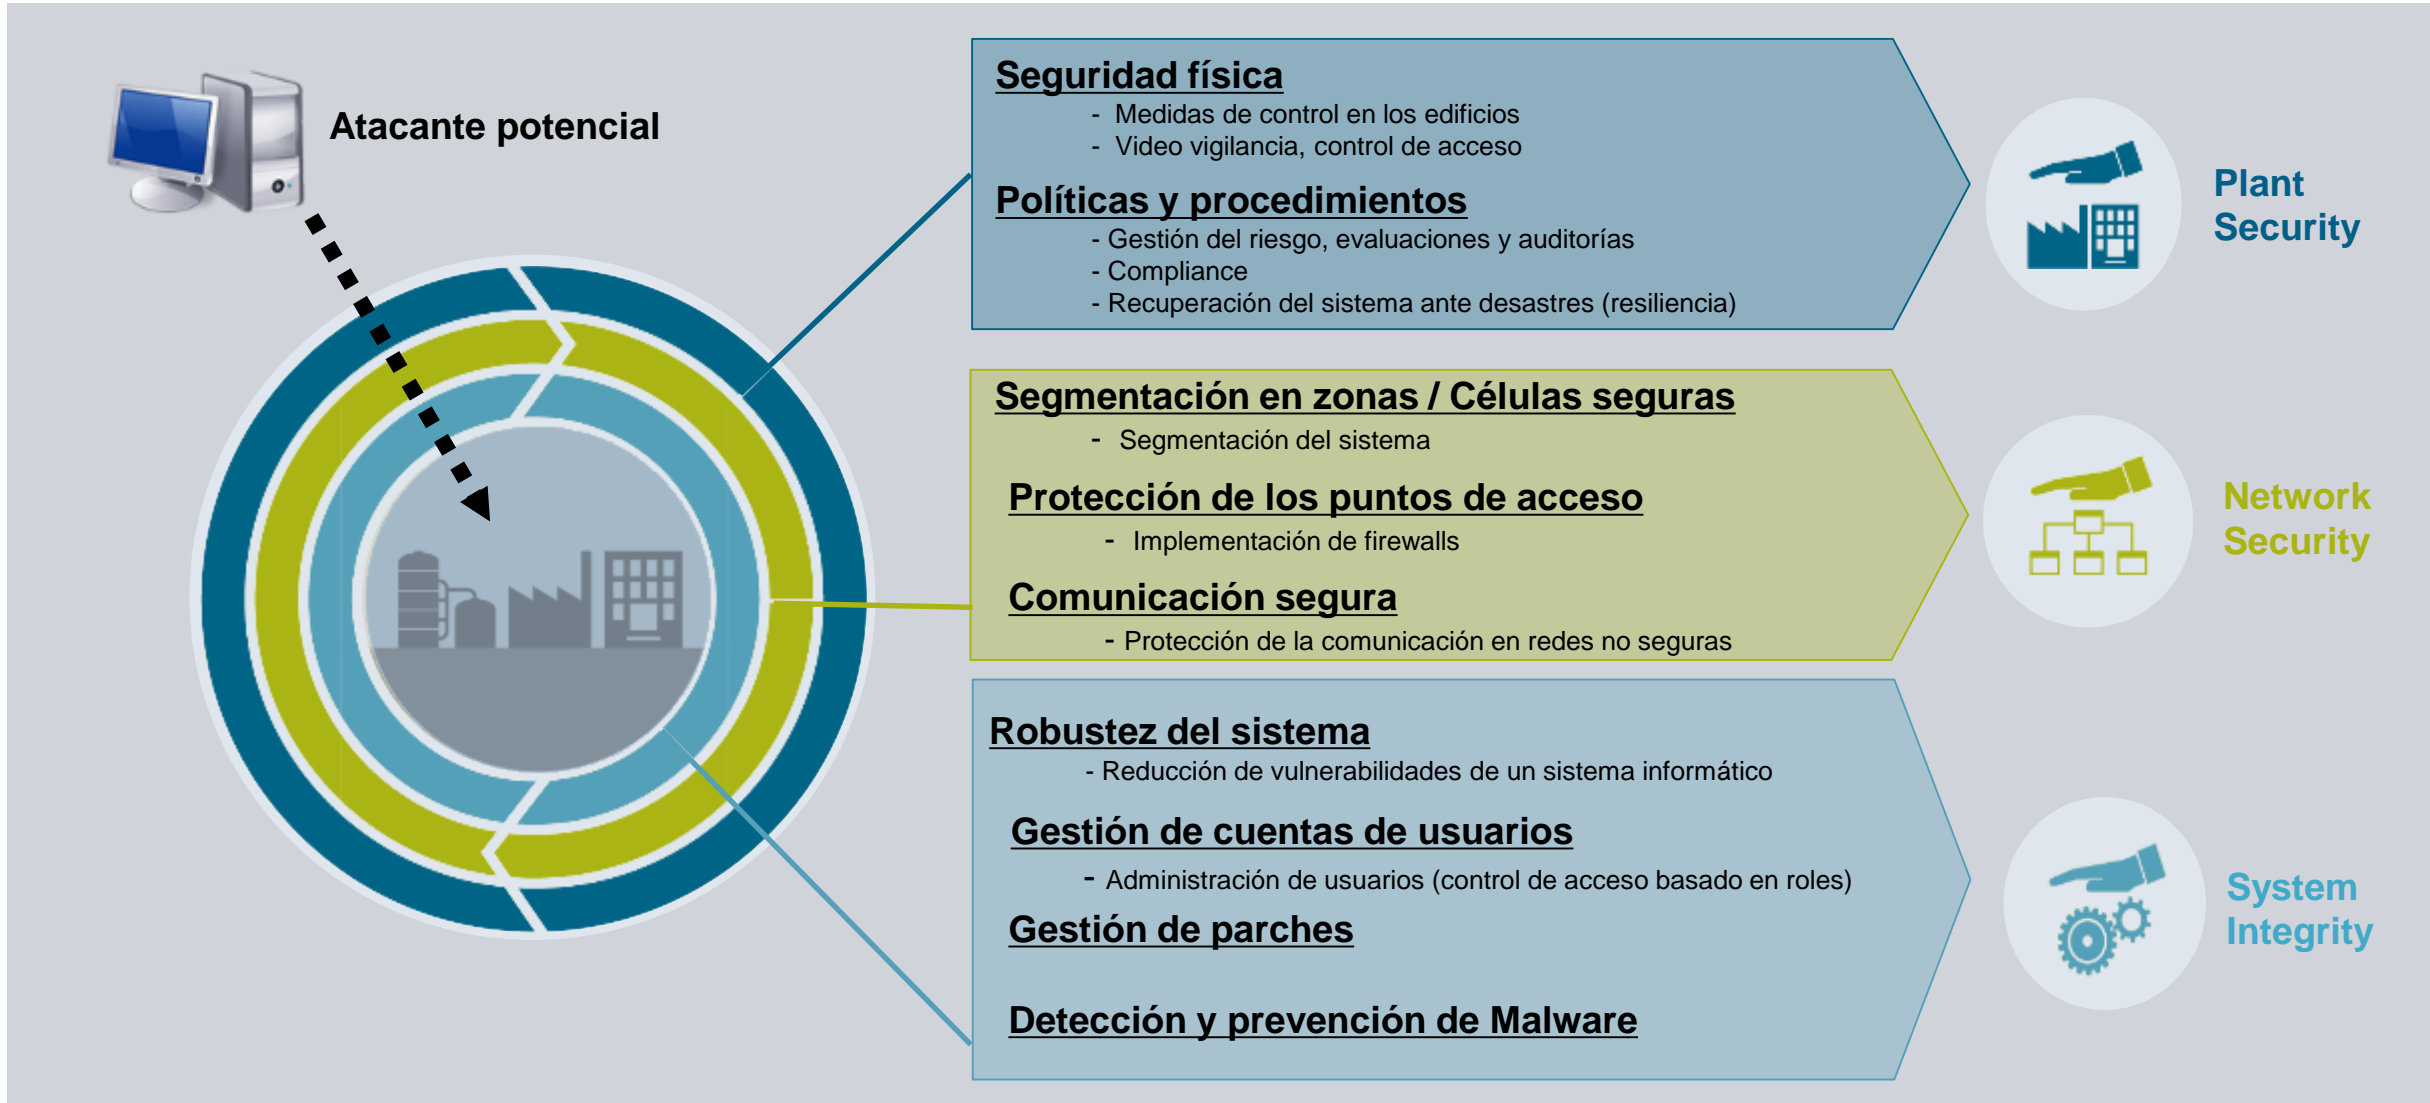 Atacante potencial
Seguridad física
- Medidas de control en los edificios
- Video vigilancia, control de acceso
Políticas y procedimientos
- Gestión del riesgo, evaluaciones y auditorías
- Compliance
- Recuperación del sistema ante desastres (resiliencia)
Plant
Security
Segmentación en zonas / Células seguras
- Segmentación del sistema
Protección de los puntos de acceso
- Implementación de firewalls
Comunicación segura
- Protección de la comunicación en redes no seguras
Network
Security
Robustez del sistema
- Reducción de vulnerabilidades de un sistema informático
Gestión de cuentas de usuarios
- Administración de usuarios (control de acceso basado en roles)
Gestión de parches
Detección y prevención de Malware
System
Integrity